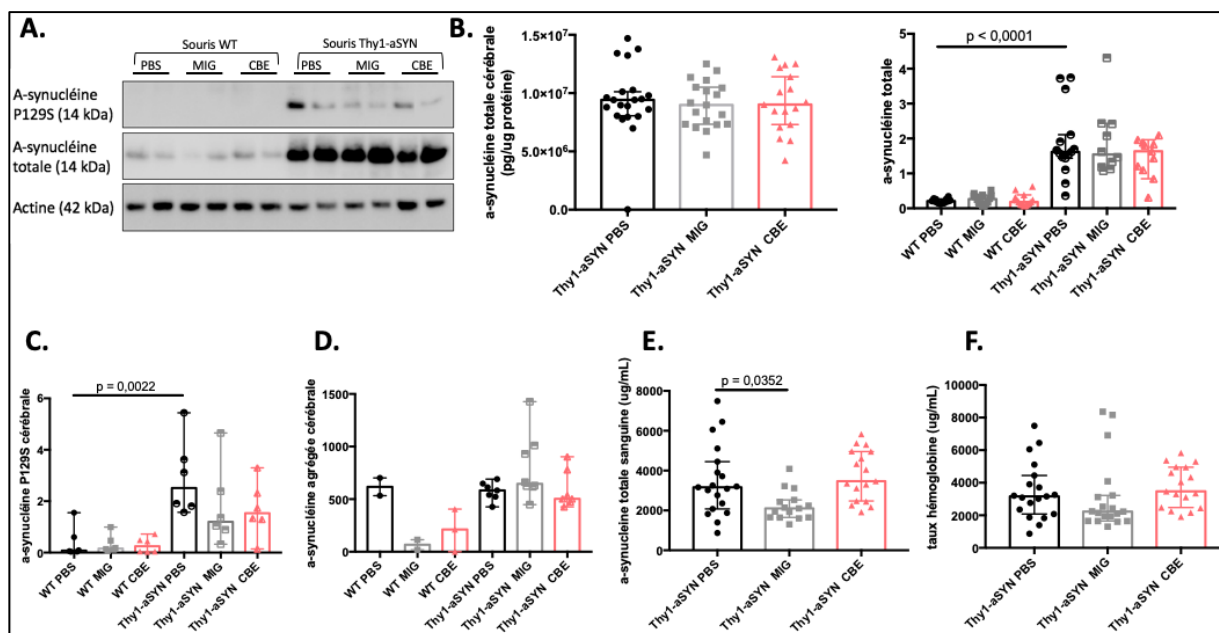 A.
Souris WT
Souris Thy1-aSYN
PBS MIG CBE PBS MIG CBE
A-synucléine
P129S (14 kDa)
A-synucléine
totale (14 kDa)
Actine (42 kDa)
B.
a-synucléine totale cérébrale
(pg/ug protéine)
1.5×10⁷
1.0×10⁷
5.0×10⁶
0.0
Thy1-aSYN PBS
Thy1-aSYN MIG
Thy1-aSYN CBE
p < 0,0001
a-synucléine totale
5
4
3
2
1
0
WT PBS
WT MIG
WT CBE
Thy1-aSYN PBS
Thy1-aSYN MIG
Thy1-aSYN CBE
C.
p = 0,0022
a-synucléine P129S cérébrale
6
4
2
0
WT PBS
WT MIG
WT CBE
Thy1-aSYN PBS
Thy1-aSYN MIG
Thy1-aSYN CBE
D.
a-synucléine agrégée cérébrale
1500
1000
500
0
WT PBS
WT MIG
WT CBE
Thy1-aSYN PBS
Thy1-aSYN MIG
Thy1-aSYN CBE
E.
p = 0,0352
a-synucleine totale sanguine (ug/mL)
8000
6000
4000
2000
0
Thy1-aSYN PBS
Thy1-aSYN MIG
Thy1-aSYN CBE
F.
taux hémoglobine (ug/mL)
10000
8000
6000
4000
2000
0
Thy1-aSYN PBS
Thy1-aSYN MIG
Thy1-aSYN CBE